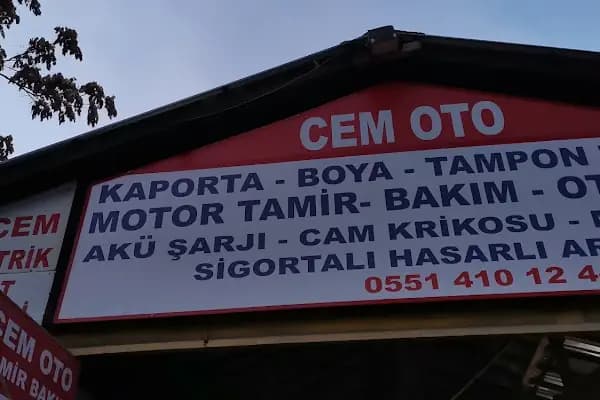 CEM OTO
KAPORTA - BOYA - TAMPON
MOTOR TAMİR- BAKIM -
AKÜ ŞARJI - CAM KRİKOSU -
SİGORTALI HASARLI
0551 410 12
CEM
CEM OTO